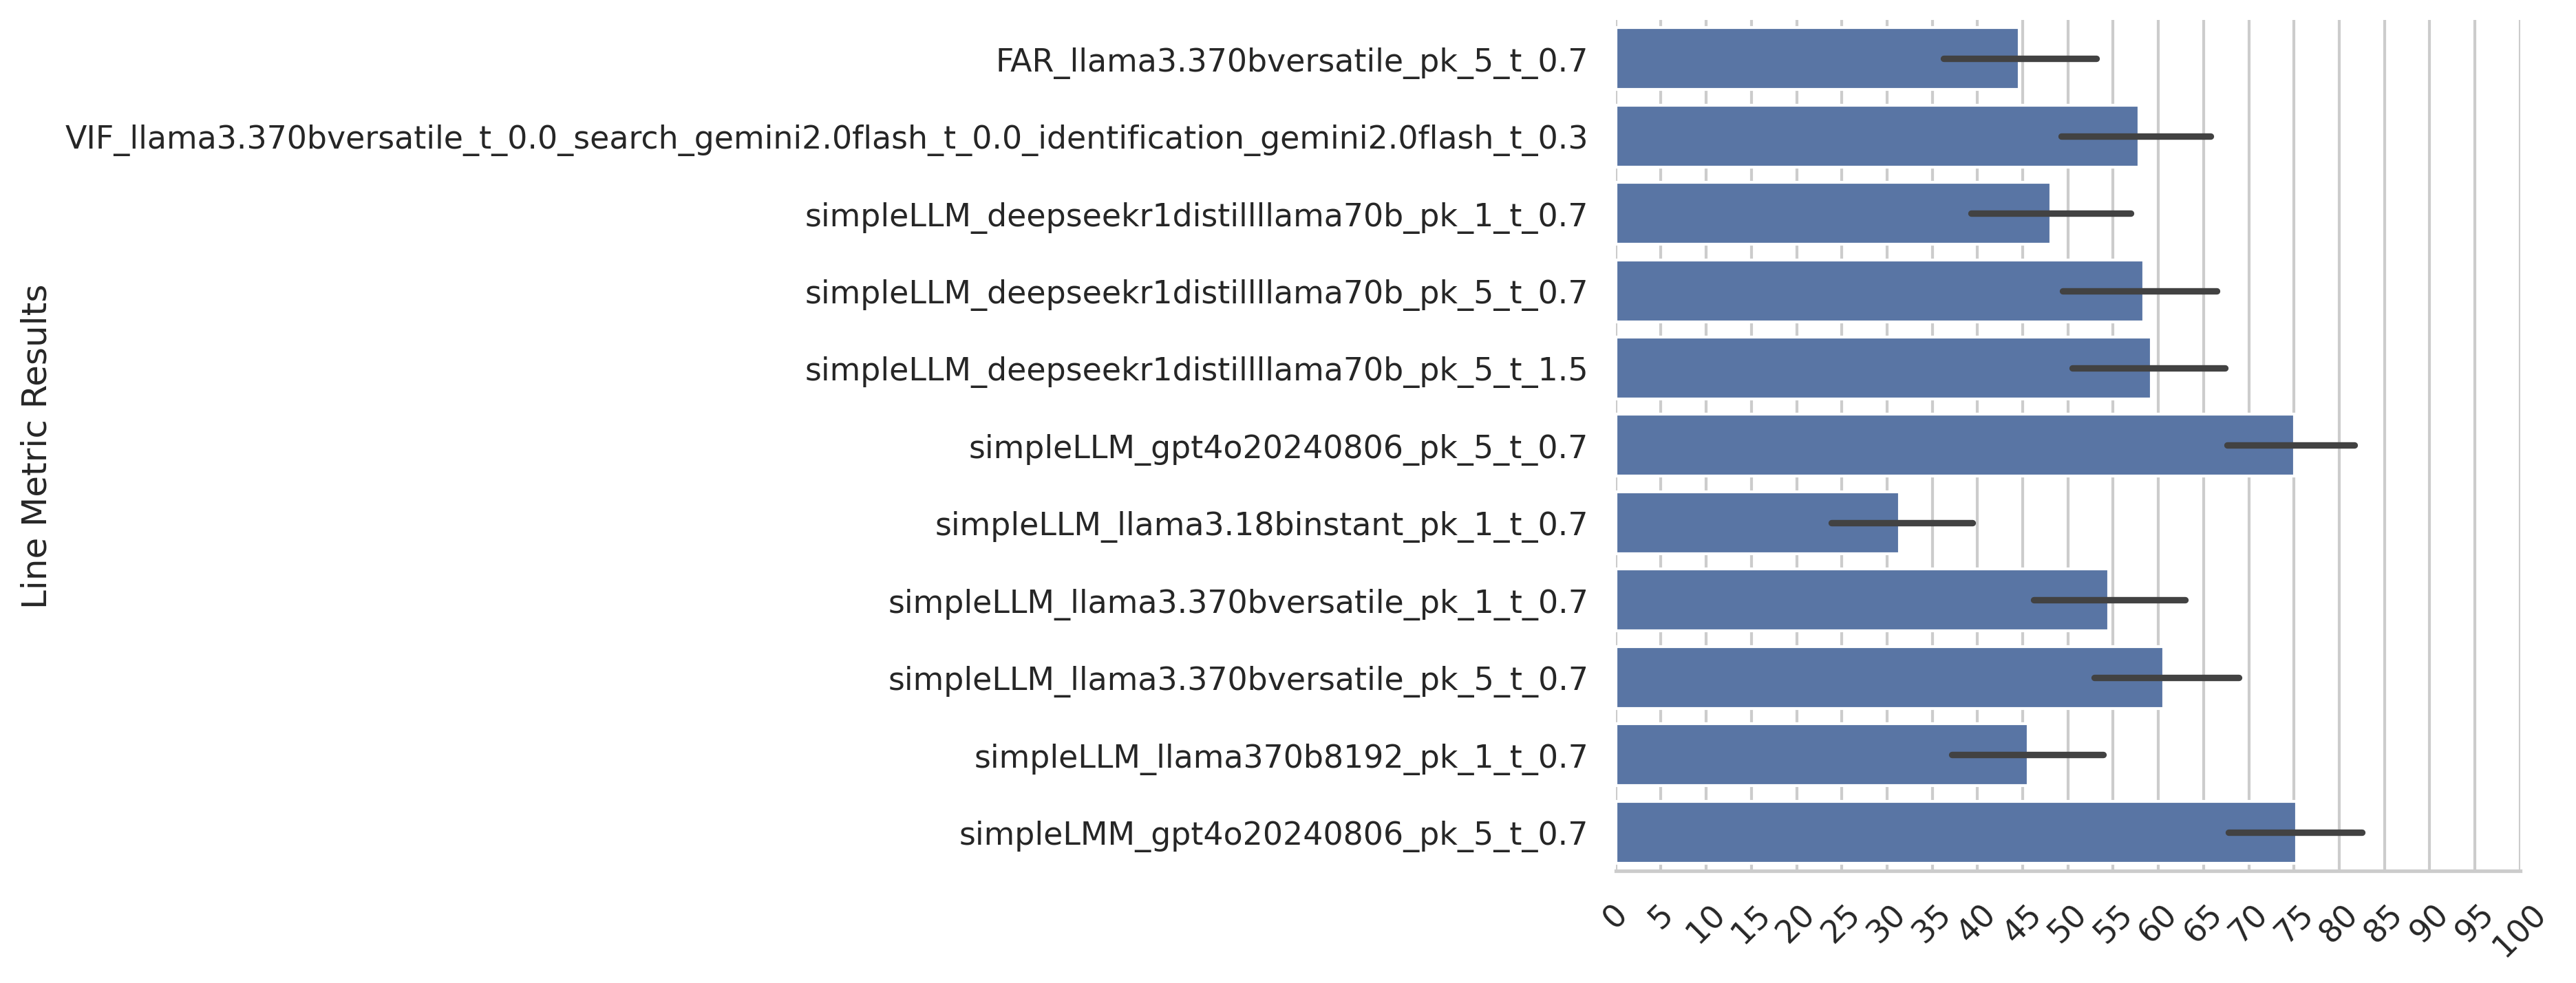 Line Metric Results
FAR_llama3.370bversatile_pk_5_t_0.7
VIF_llama3.370bversatile_t_0.0_search_gemini2.0flash_t_0.0_identification_gemini2.0flash_t_0.3
simpleLLM_deepseekr1distillllama70b_pk_1_t_0.7
simpleLLM_deepseekr1distillllama70b_pk_5_t_0.7
simpleLLM_deepseekr1distillllama70b_pk_5_t_1.5
simpleLLM_gpt4o20240806_pk_5_t_0.7
simpleLLM_llama3.18binstant_pk_1_t_0.7
simpleLLM_llama3.370bversatile_pk_1_t_0.7
simpleLLM_llama3.370bversatile_pk_5_t_0.7
simpleLLM_llama370b8192_pk_1_t_0.7
simpleLMM_gpt4o20240806_pk_5_t_0.7
0 5 10 15 20 25 30 35 40 45 50 55 60 65 70 75 80 85 90 95 100